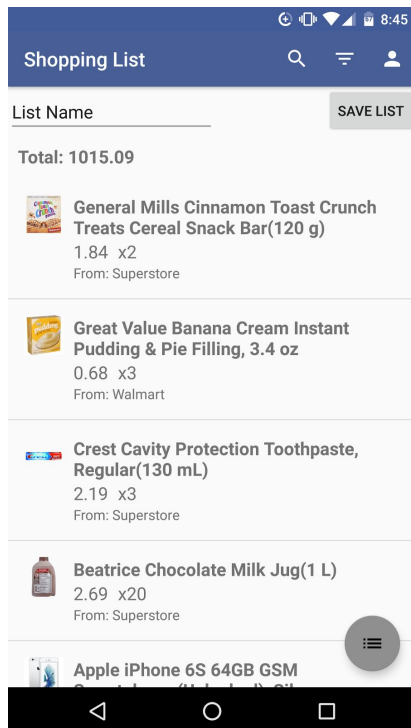 8:45
Shopping List
List Name
SAVE LIST
Total: 1015.09
General Mills Cinnamon Toast Crunch
Treats Cereal Snack Bar(120 g)
1.84 x2
From: Superstore
Great Value Banana Cream Instant
Pudding & Pie Filling, 3.4 oz
0.68 x3
From: Walmart
Crest Cavity Protection Toothpaste,
Regular(130 mL)
2.19 x3
From: Superstore
Beatrice Chocolate Milk Jug(1 L)
2.69 x20
From: Superstore
Apple iPhone 6S 64GB GSM